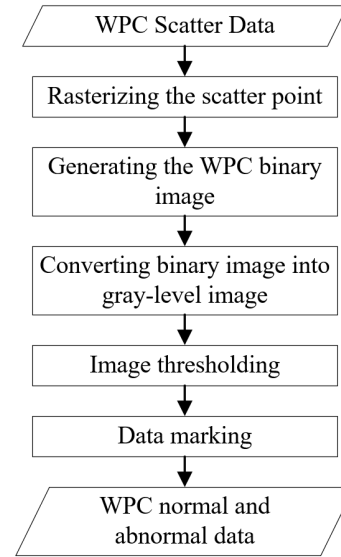 WPC Scatter Data
Rasterizing the scatter point
Generating the WPC binary
image
Converting binary image into
gray-level image
Image thresholding
Data marking
WPC normal and
abnormal data